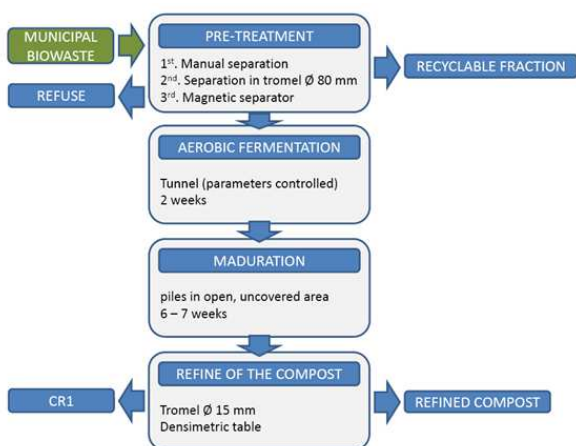 MUNICIPAL
BIOWASTE
PRE-TREATMENT
1st. Manual separation
2nd. Separation in tromel Ø 80 mm
3rd. Magnetic separator
RECYCLABLE FRACTION
REFUSE
AEROBIC FERMENTATION
Tunnel (parameters controlled)
2 weeks
MADURATION
piles in open, uncovered area
6 – 7 weeks
REFINE OF THE COMPOST
Tromel Ø 15 mm
Densimetric table
CR1
REFINED COMPOST